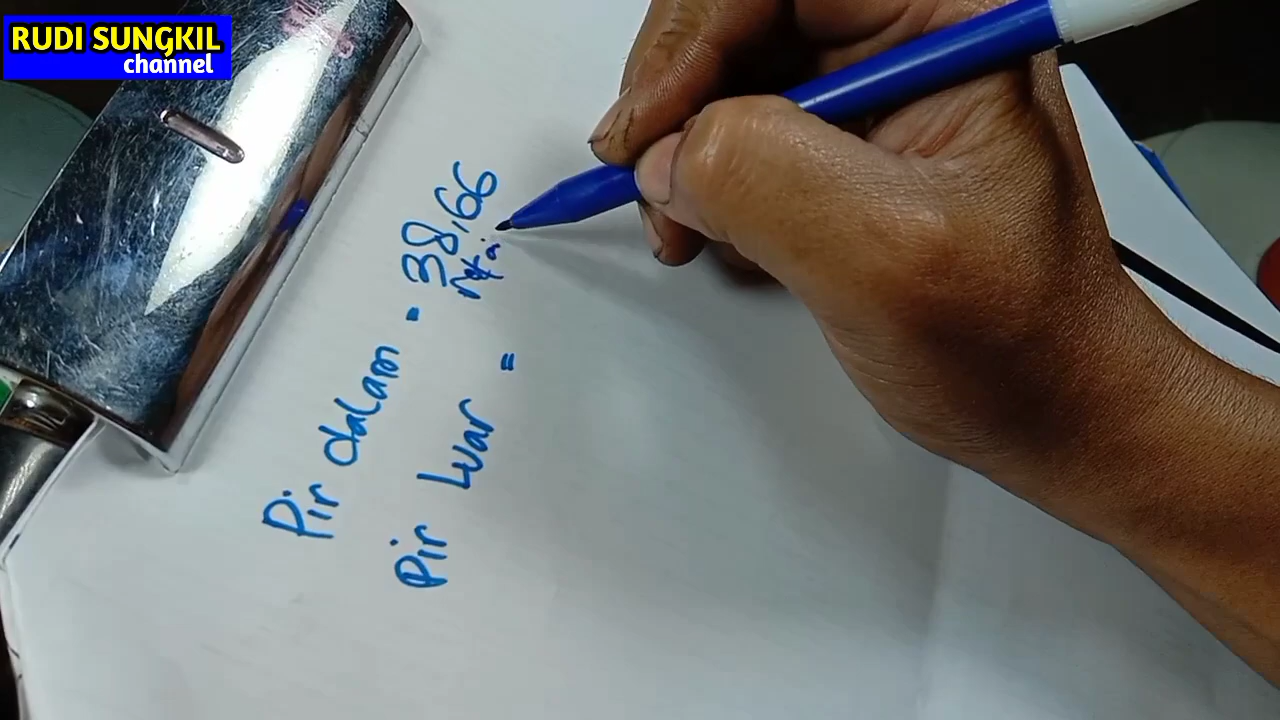 RUDI SUNGKIL
channel
Pir dalam = 38,66
Pir Luar =